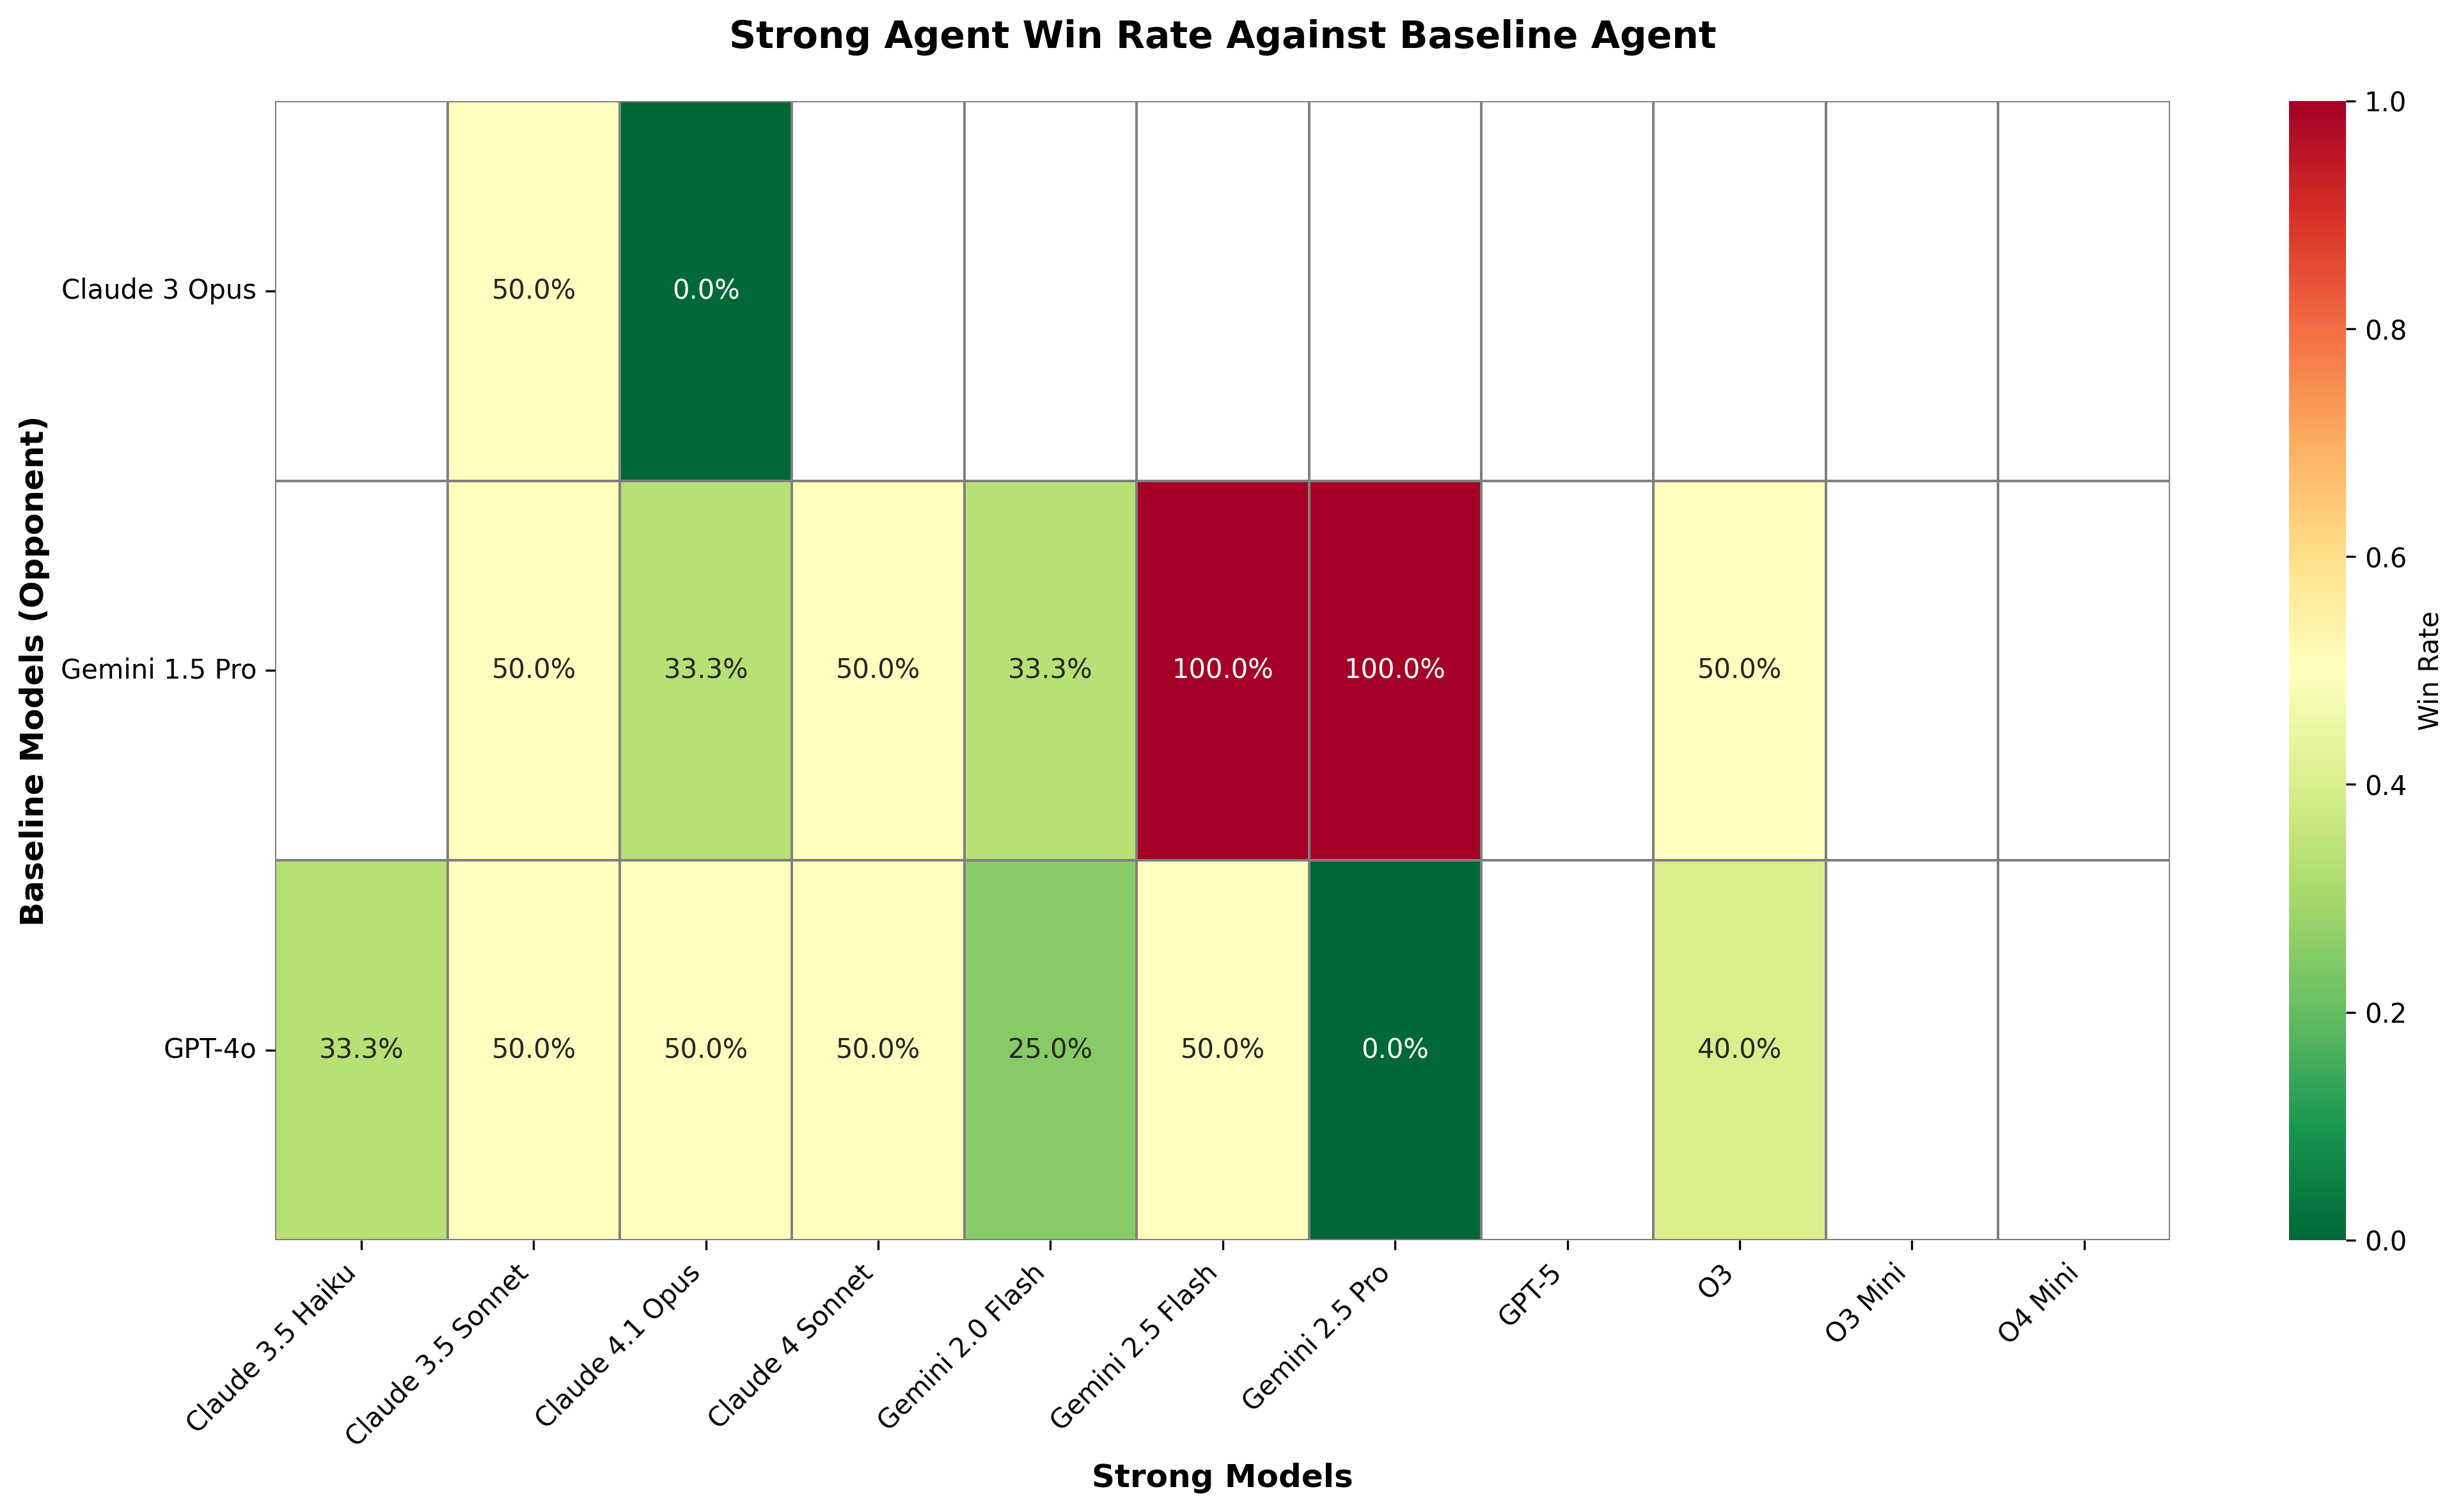 Strong Agent Win Rate Against Baseline Agent
Baseline Models (Opponent)
Claude 3 Opus
50.0%
0.0%
Gemini 1.5 Pro
50.0%
33.3%
50.0%
33.3%
100.0%
100.0%
50.0%
GPT-4o
33.3%
50.0%
50.0%
50.0%
25.0%
50.0%
0.0%
40.0%
Claude 3.5 Haiku
Claude 3.5 Sonnet
Claude 4.1 Opus
Claude 4 Sonnet
Gemini 2.0 Flash
Gemini 2.5 Flash
Gemini 2.5 Pro
GPT-5
O3
O3 Mini
O4 Mini
Strong Models
1.0
0.8
0.6
0.4
0.2
0.0
Win Rate